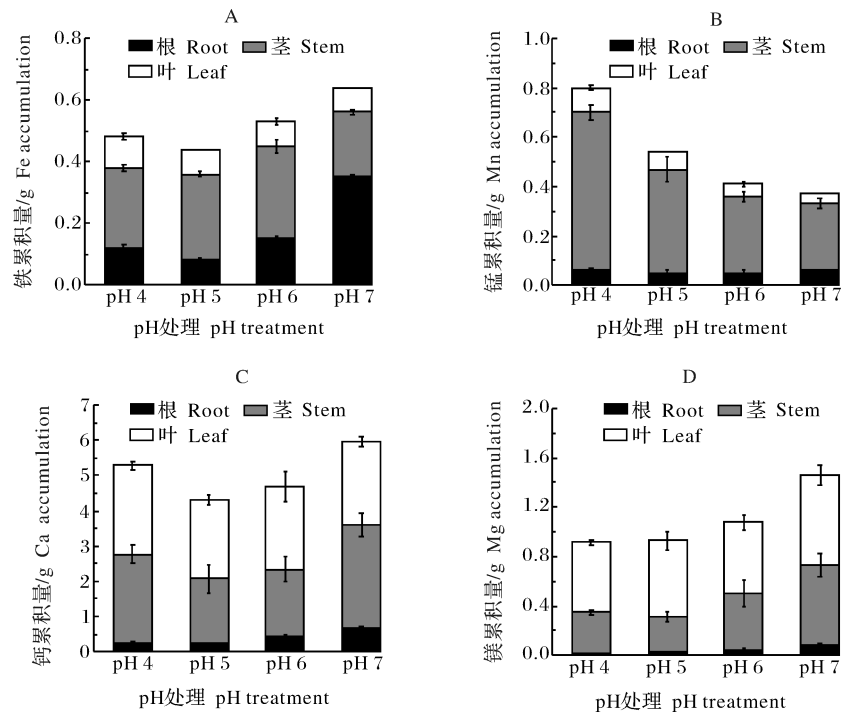 A
铁累积量/g Fe accumulation
0.8
0.6
0.4
0.2
0.0
根 Root
茎 Stem
叶 Leaf
pH 4 pH 5 pH 6 pH 7
pH处理 pH treatment
B
锰累积量/g Mn accumulation
1.0
0.8
0.6
0.4
0.2
0.0
根 Root
茎 Stem
叶 Leaf
pH 4 pH 5 pH 6 pH 7
pH处理 pH treatment
C
钙累积量/g Ca accumulation
7
6
5
4
3
2
1
0
根 Root
茎 Stem
叶 Leaf
pH 4 pH 5 pH 6 pH 7
pH处理 pH treatment
D
镁累积量/g Mg accumulation
2.0
1.6
1.2
0.8
0.4
0.0
根 Root
茎 Stem
叶 Leaf
pH 4 pH 5 pH 6 pH 7
pH处理 pH treatment